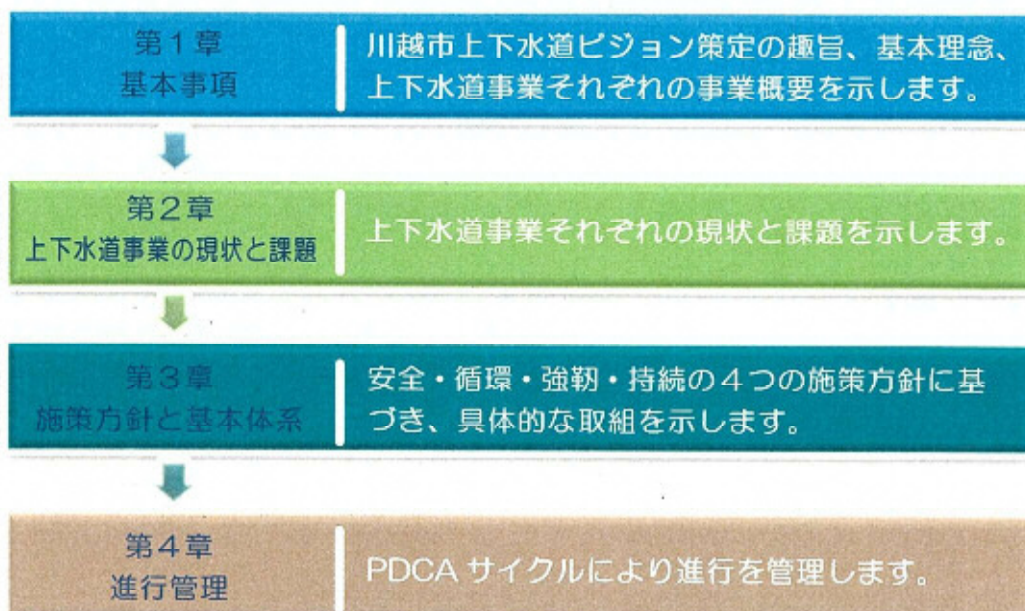 第1章
基本事項
川越市上下水道ビジョン策定の趣旨、基本理念、
上下水道事業それぞれの事業概要を示します。
第2章
上下水道事業の現状と課題
上下水道事業それぞれの現状と課題を示します。
第3章
施策方針と基本体系
安全・循環・強靭・持続の4つの施策方針に基
づき、具体的な取組を示します。
第4章
進行管理
PDCA サイクルにより進行を管理します。